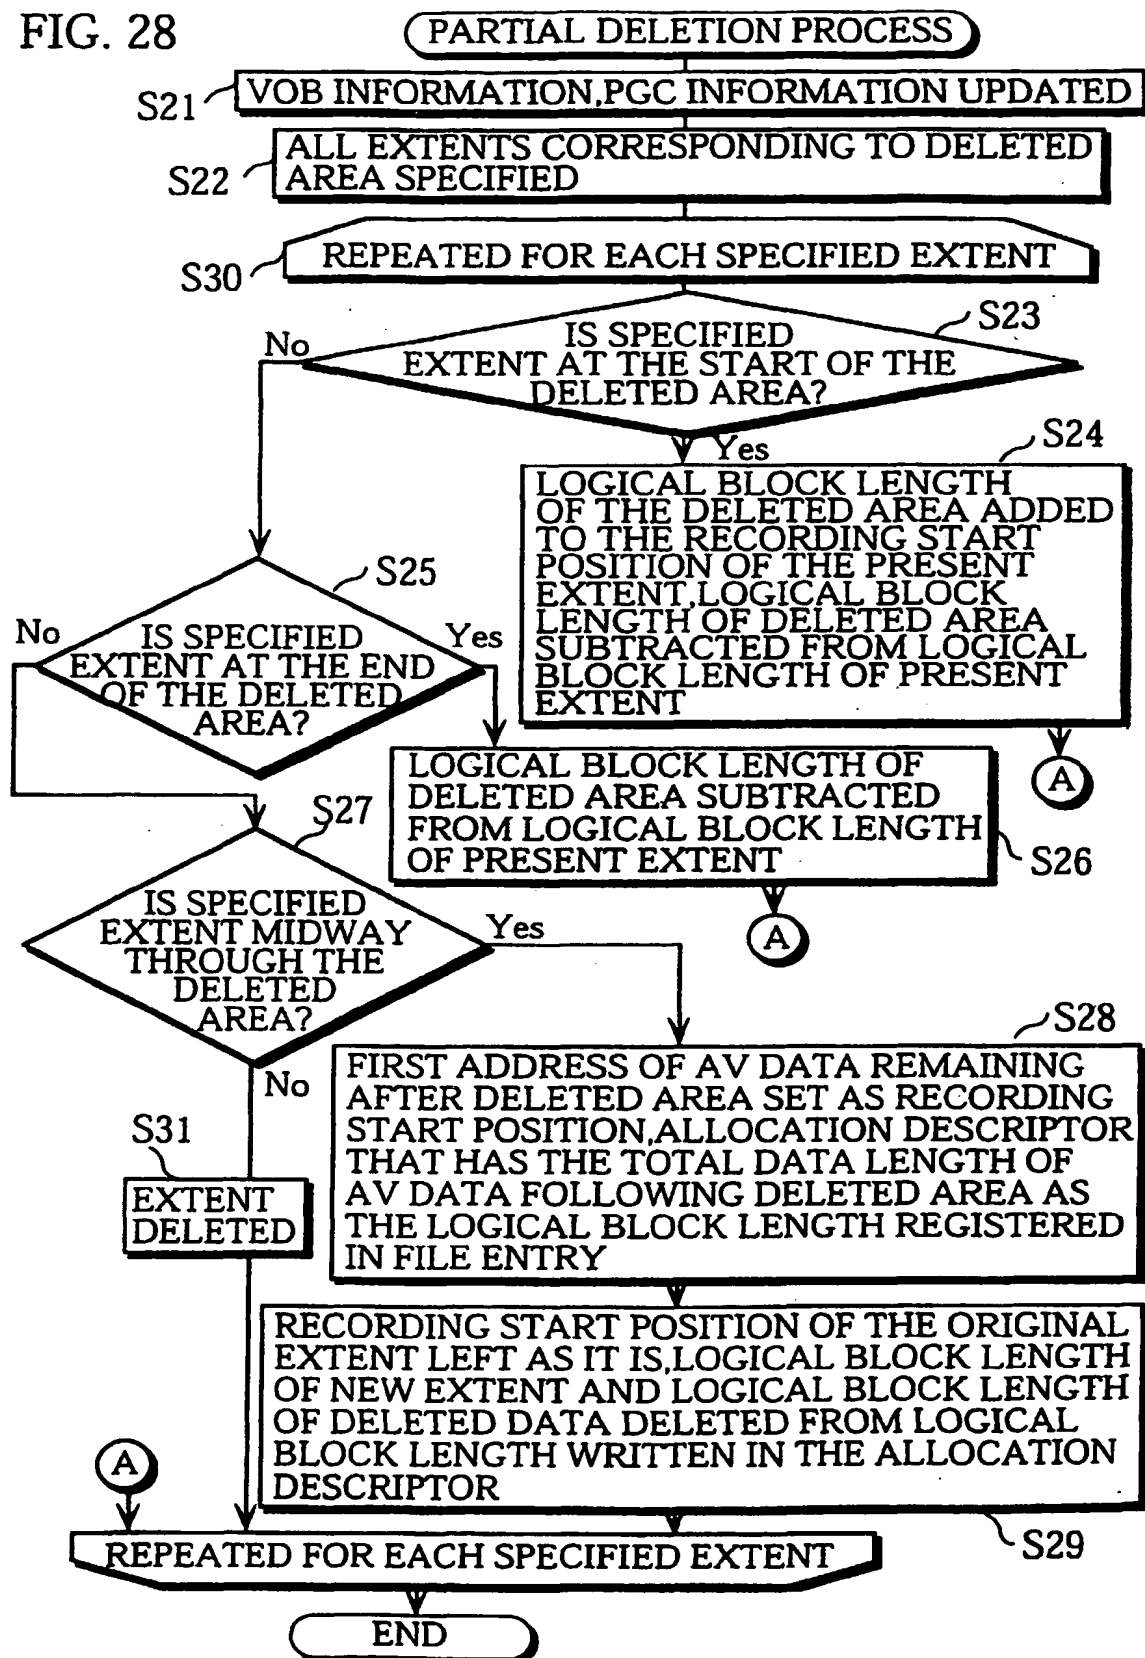 FIG. 28
PARTIAL DELETION PROCESS
S21
VOB INFORMATION,PGC INFORMATION UPDATED
S22
ALL EXTENTS CORRESPONDING TO DELETED
AREA SPECIFIED
S30
REPEATED FOR EACH SPECIFIED EXTENT
S23
IS SPECIFIED
EXTENT AT THE START OF THE
DELETED AREA?
No
Yes
S24
LOGICAL BLOCK LENGTH
OF THE DELETED AREA ADDED
TO THE RECORDING START
POSITION OF THE PRESENT
EXTENT,LOGICAL BLOCK
LENGTH OF DELETED AREA
SUBTRACTED FROM LOGICAL
BLOCK LENGTH OF PRESENT
EXTENT
A
S25
No
IS SPECIFIED
EXTENT AT THE END
OF THE DELETED
AREA?
Yes
LOGICAL BLOCK LENGTH OF
DELETED AREA SUBTRACTED
FROM LOGICAL BLOCK LENGTH
OF PRESENT EXTENT
S26
A
S27
IS SPECIFIED
EXTENT MIDWAY
THROUGH THE
DELETED
AREA?
Yes
No
S28
FIRST ADDRESS OF AV DATA REMAINING
AFTER DELETED AREA SET AS RECORDING
START POSITION,ALLOCATION DESCRIPTOR
THAT HAS THE TOTAL DATA LENGTH OF
AV DATA FOLLOWING DELETED AREA AS
THE LOGICAL BLOCK LENGTH REGISTERED
IN FILE ENTRY
S31
EXTENT
DELETED
RECORDING START POSITION OF THE ORIGINAL
EXTENT LEFT AS IT IS,LOGICAL BLOCK LENGTH
OF NEW EXTENT AND LOGICAL BLOCK LENGTH
OF DELETED DATA DELETED FROM LOGICAL
BLOCK LENGTH WRITTEN IN THE ALLOCATION
DESCRIPTOR
S29
A
REPEATED FOR EACH SPECIFIED EXTENT
END